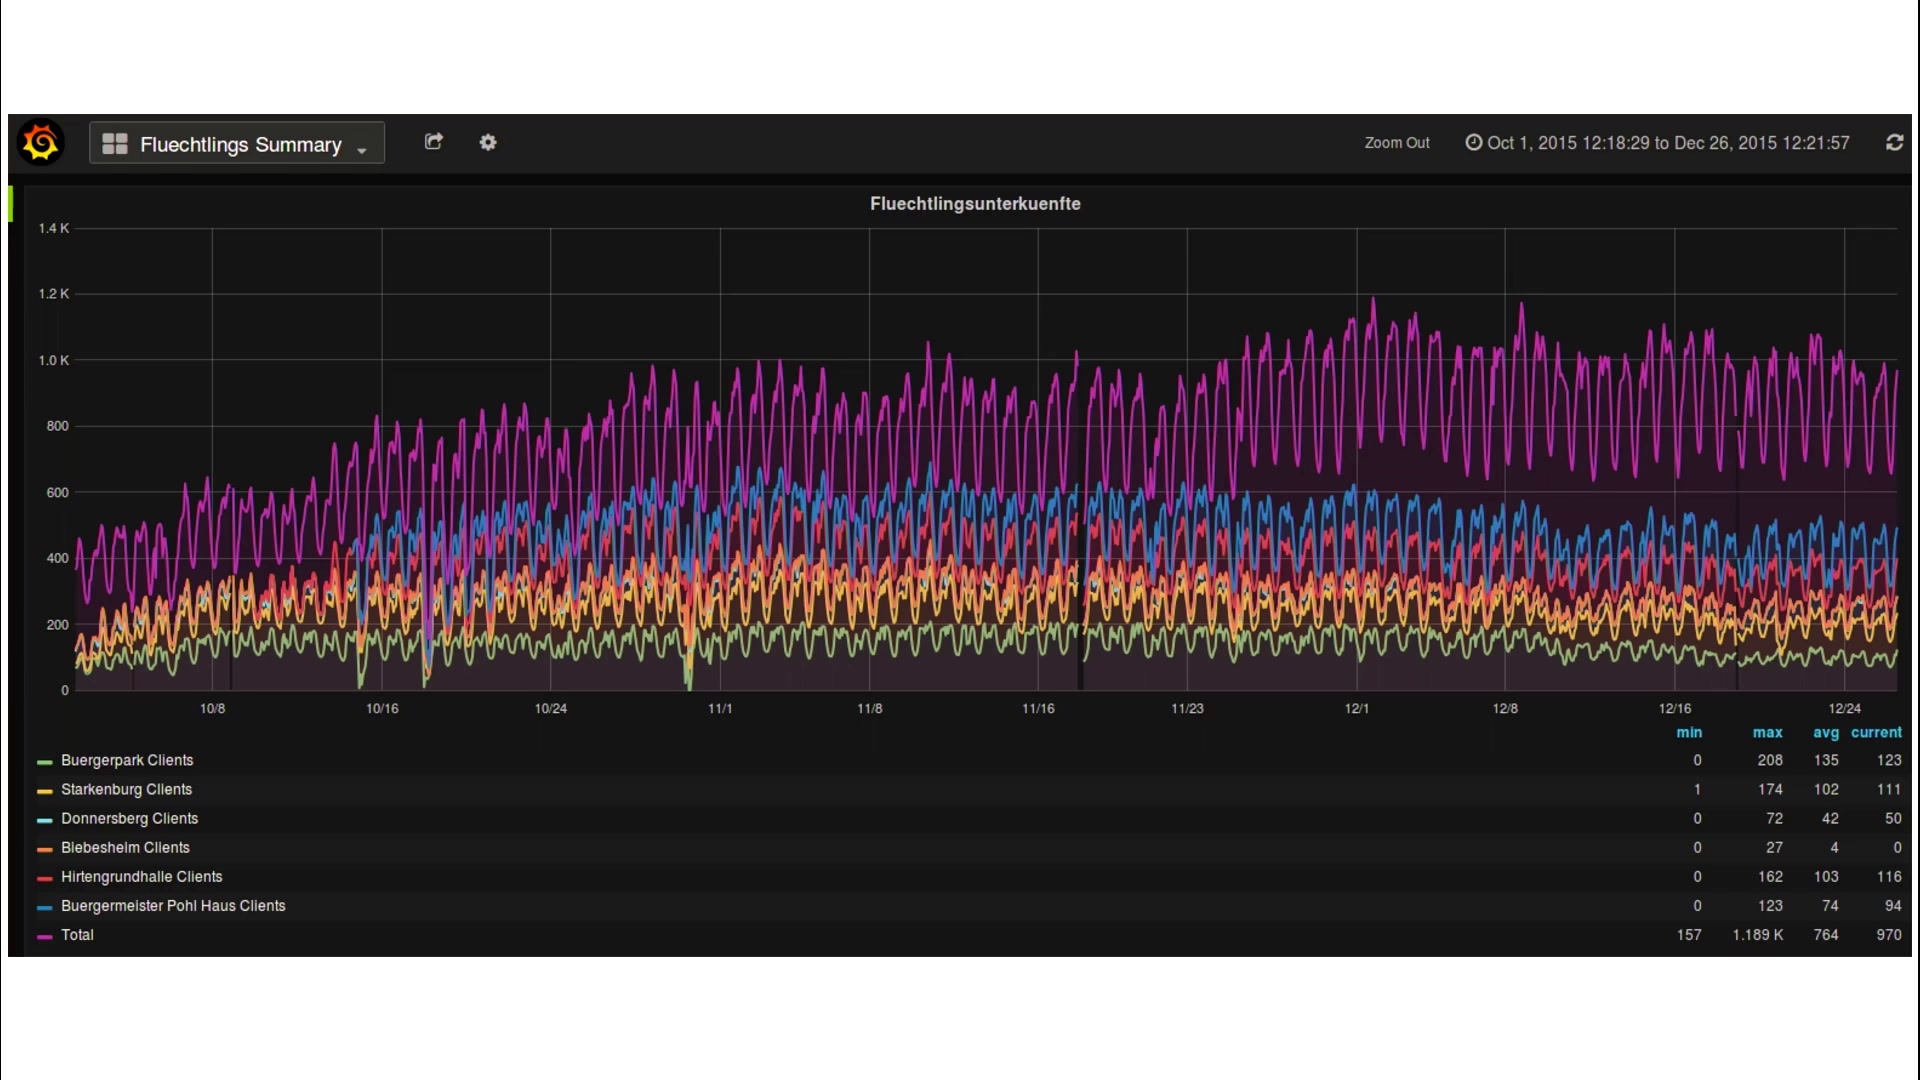 Fluechtlings Summary
Zoom Out
Oct 1, 2015 12:18:29 to Dec 26, 2015 12:21:57
Fluechtlingsunterkuenfte
1.4 K
1.2 K
1.0 K
800
600
400
200
0
10/8 10/16 10/24 11/1 11/8 11/16 11/23 12/1 12/8 12/16 12/24
min max avg current
Buergerpark Clients 0 208 135 123
Starkenburg Clients 1 174 102 111
Donnersberg Clients 0 72 42 50
Biebesheim Clients 0 27 4 0
Hirtengrundhalle Clients 0 162 103 116
Buergermeister Pohl Haus Clients 0 123 74 94
Total 157 1.189 K 764 970